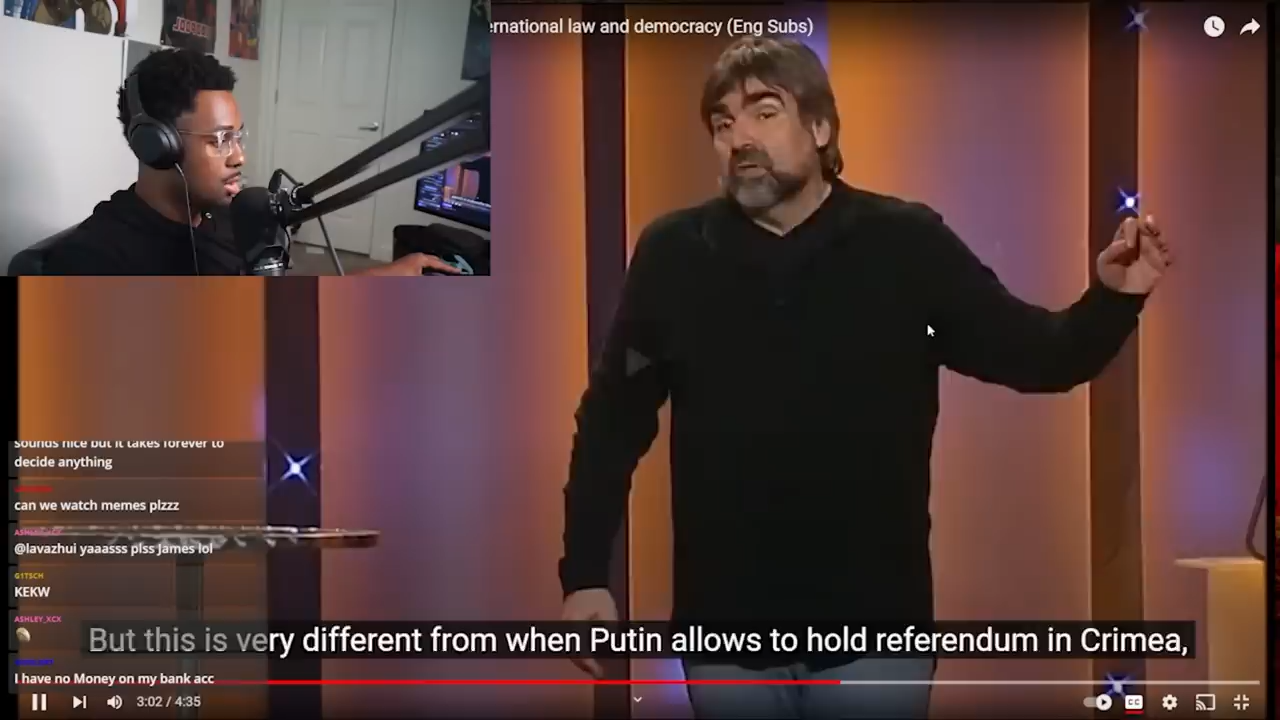 ernational law and democracy (Eng Subs)
sounds nice but it takes forever to
decide anything
can we watch memes plzzz
@lavazhui yaaasss plss James lol
G1TSCH
KEKW
ASHLEY_XCX
But this is very different from when Putin allows to hold referendum in Crimea,
I have no Money on my bank acc
3:02 / 4:35
CC